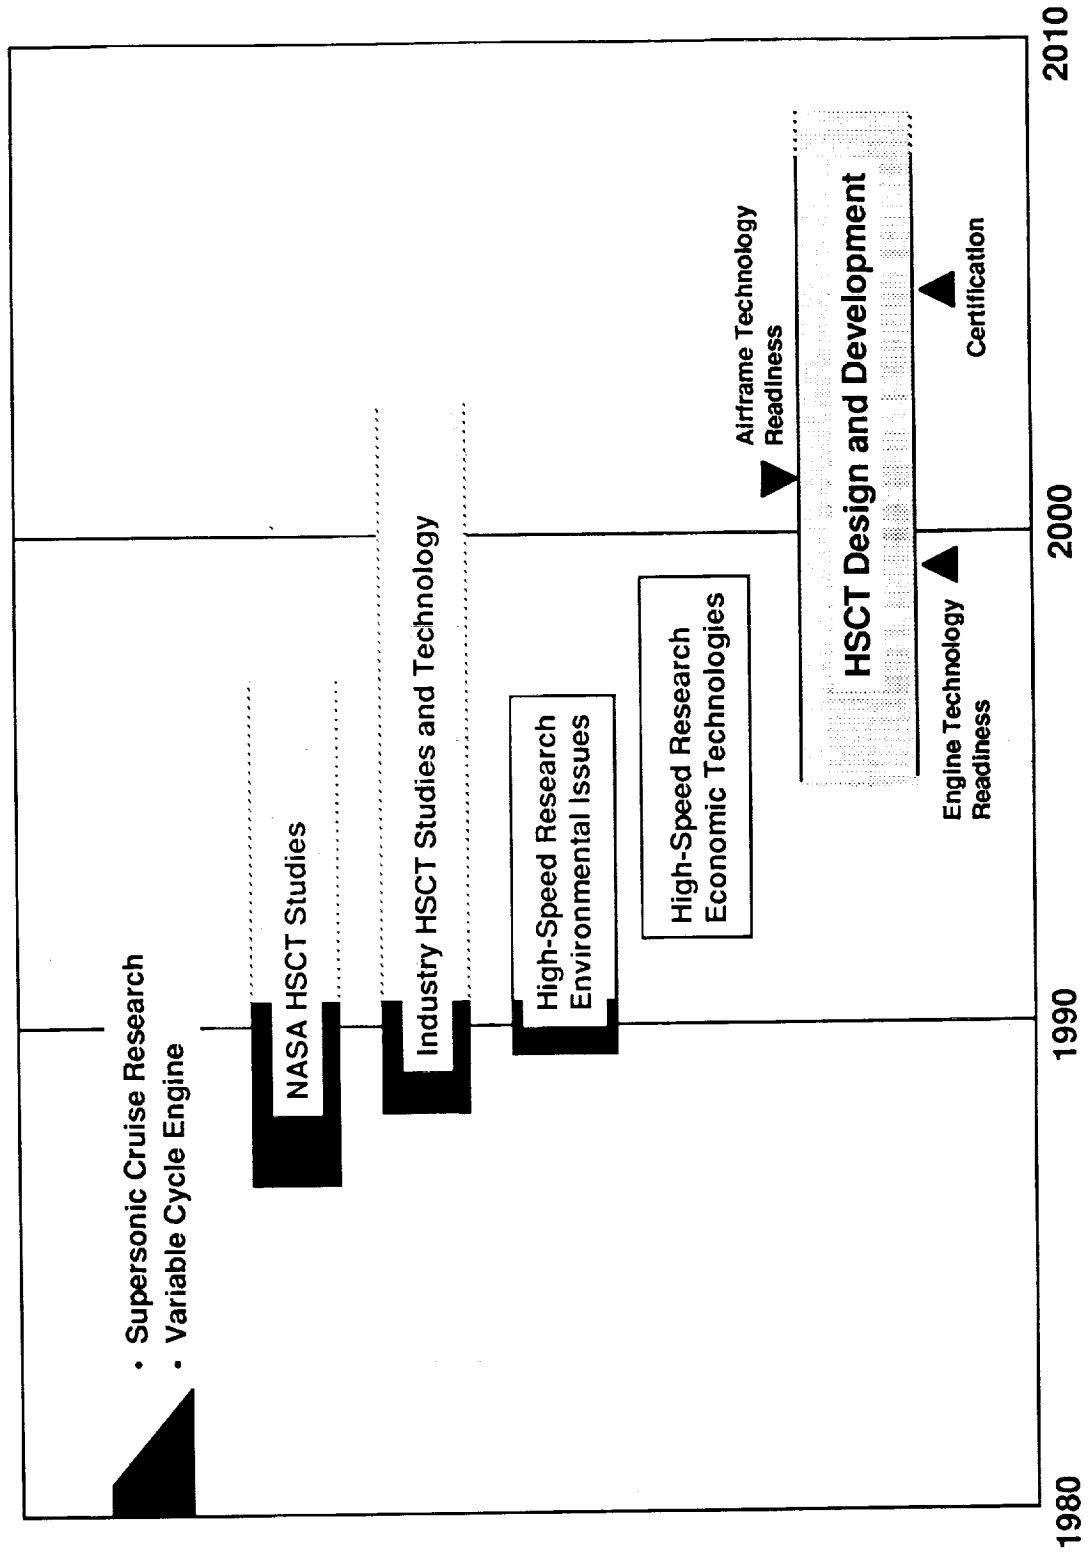 • Supersonic Cruise Research
• Variable Cycle Engine
NASA HSCT Studies
Industry HSCT Studies and Technology
High-Speed Research
Environmental Issues
High-Speed Research
Economic Technologies
Airframe Technology
Readiness
HSCT Design and Development
Engine Technology
Readiness
Certification
1980
1990
2000
2010